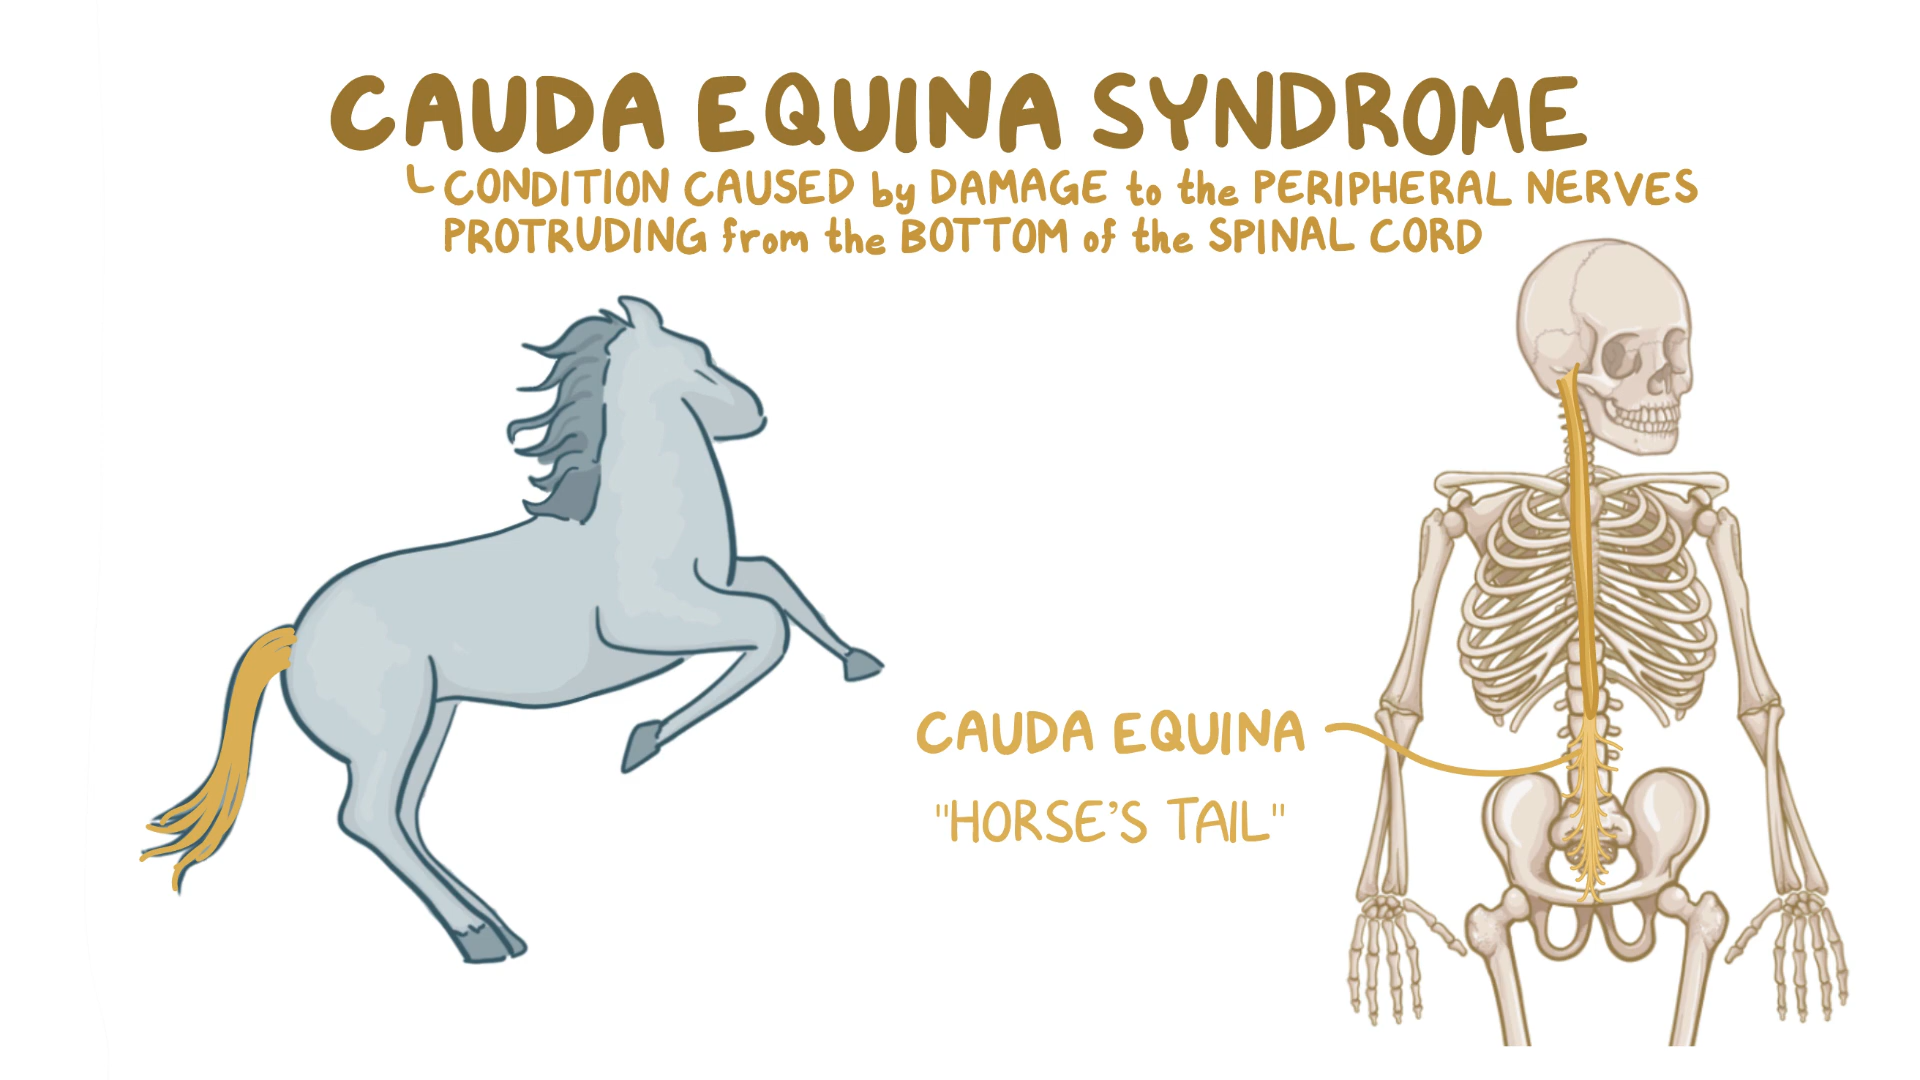 CAUDA EQUINA SYNDROME
CONDITION CAUSED by DAMAGE to the PERIPHERAL NERVES
PROTRUDING from the BOTTOM of the SPINAL CORD
CAUDA EQUINA
"HORSE'S TAIL"